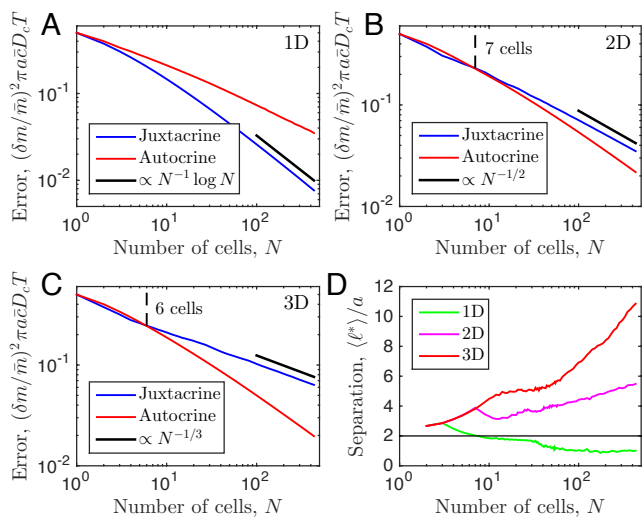 A
1D
Error, (δm/m̄)²πac̄D_cT
10⁻¹
10⁻²
Juxtacrine
Autocrine
∝ N⁻¹ log N
10⁰ 10¹ 10²
Number of cells, N
B
2D
7 cells
Error, (δm/m̄)²πac̄D_cT
10⁻¹
10⁻²
Juxtacrine
Autocrine
∝ N⁻¹/²
10⁰ 10¹ 10²
Number of cells, N
C
3D
6 cells
Error, (δm/m̄)²πac̄D_cT
10⁻¹
10⁻²
Juxtacrine
Autocrine
∝ N⁻¹/³
10⁰ 10¹ 10²
Number of cells, N
D
Separation, ⟨ℓ*⟩/a
12
10
8
6
4
2
0
1D
2D
3D
10⁰ 10¹ 10²
Number of cells, N